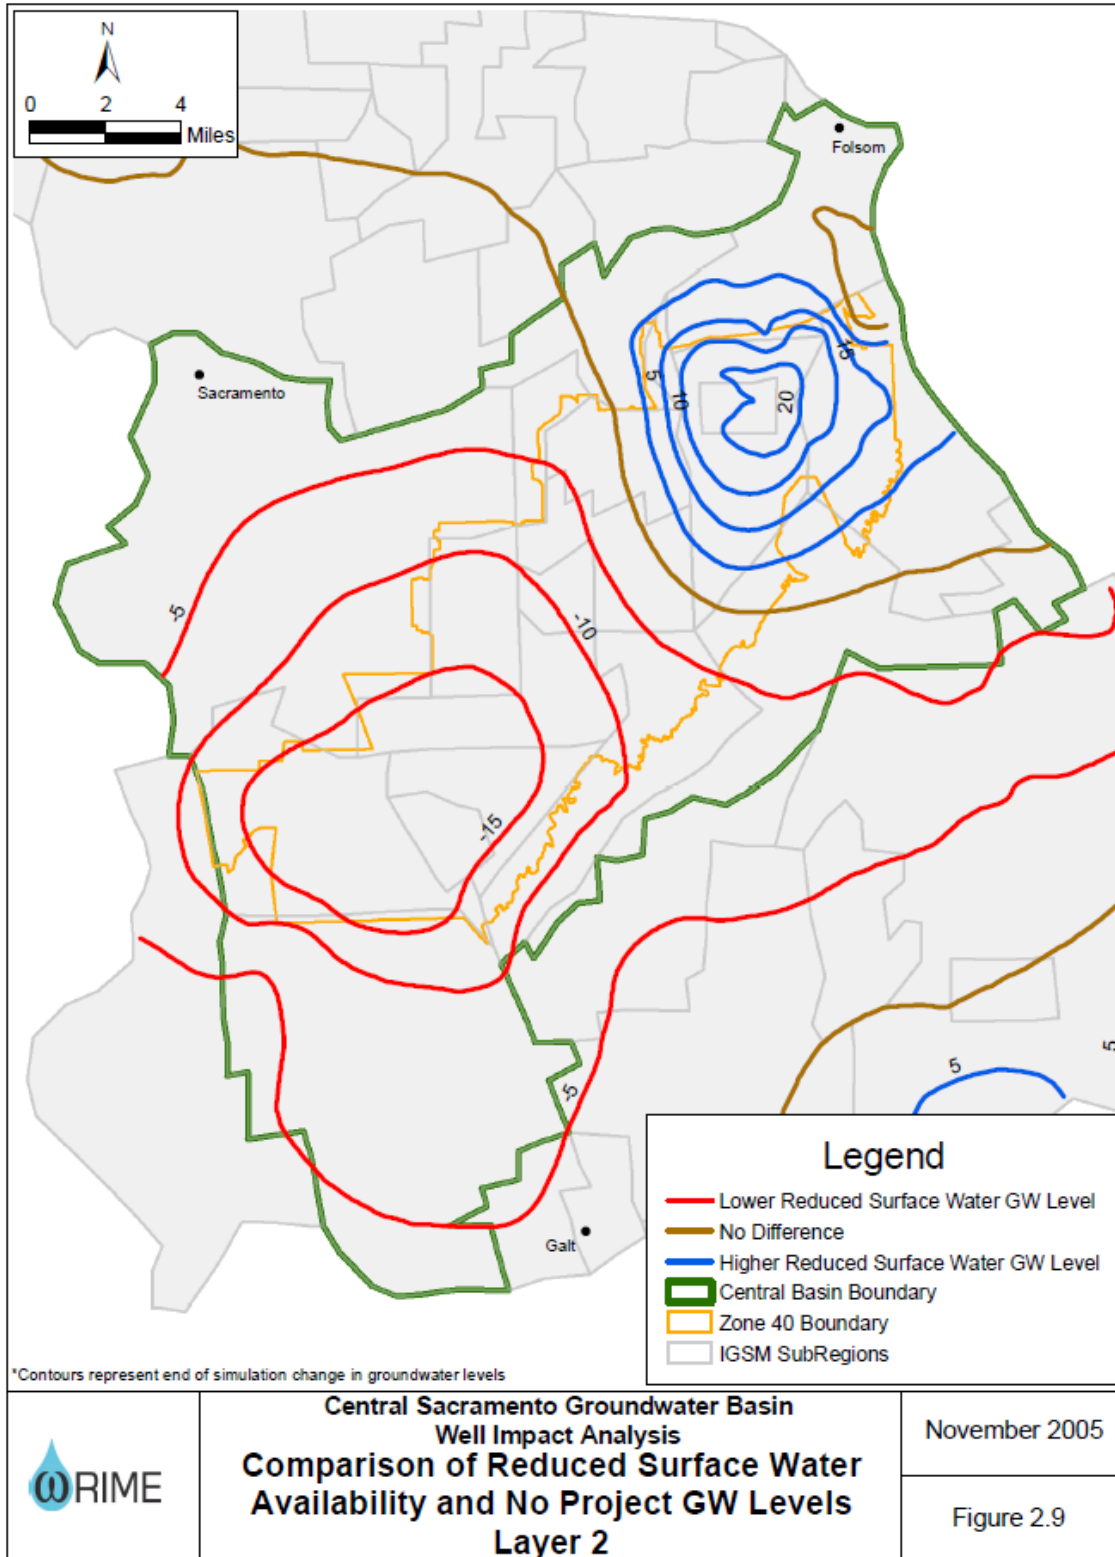 N
0 2 4
Miles
Folsom
Sacramento
15
5
10
20
-5
-10
-15
5
5
-5
Galt
Legend
Lower Reduced Surface Water GW Level
No Difference
Higher Reduced Surface Water GW Level
Central Basin Boundary
Zone 40 Boundary
IGSM SubRegions
*Contours represent end of simulation change in groundwater levels
WRIME
Central Sacramento Groundwater Basin
Well Impact Analysis
Comparison of Reduced Surface Water
Availability and No Project GW Levels
Layer 2
November 2005
Figure 2.9